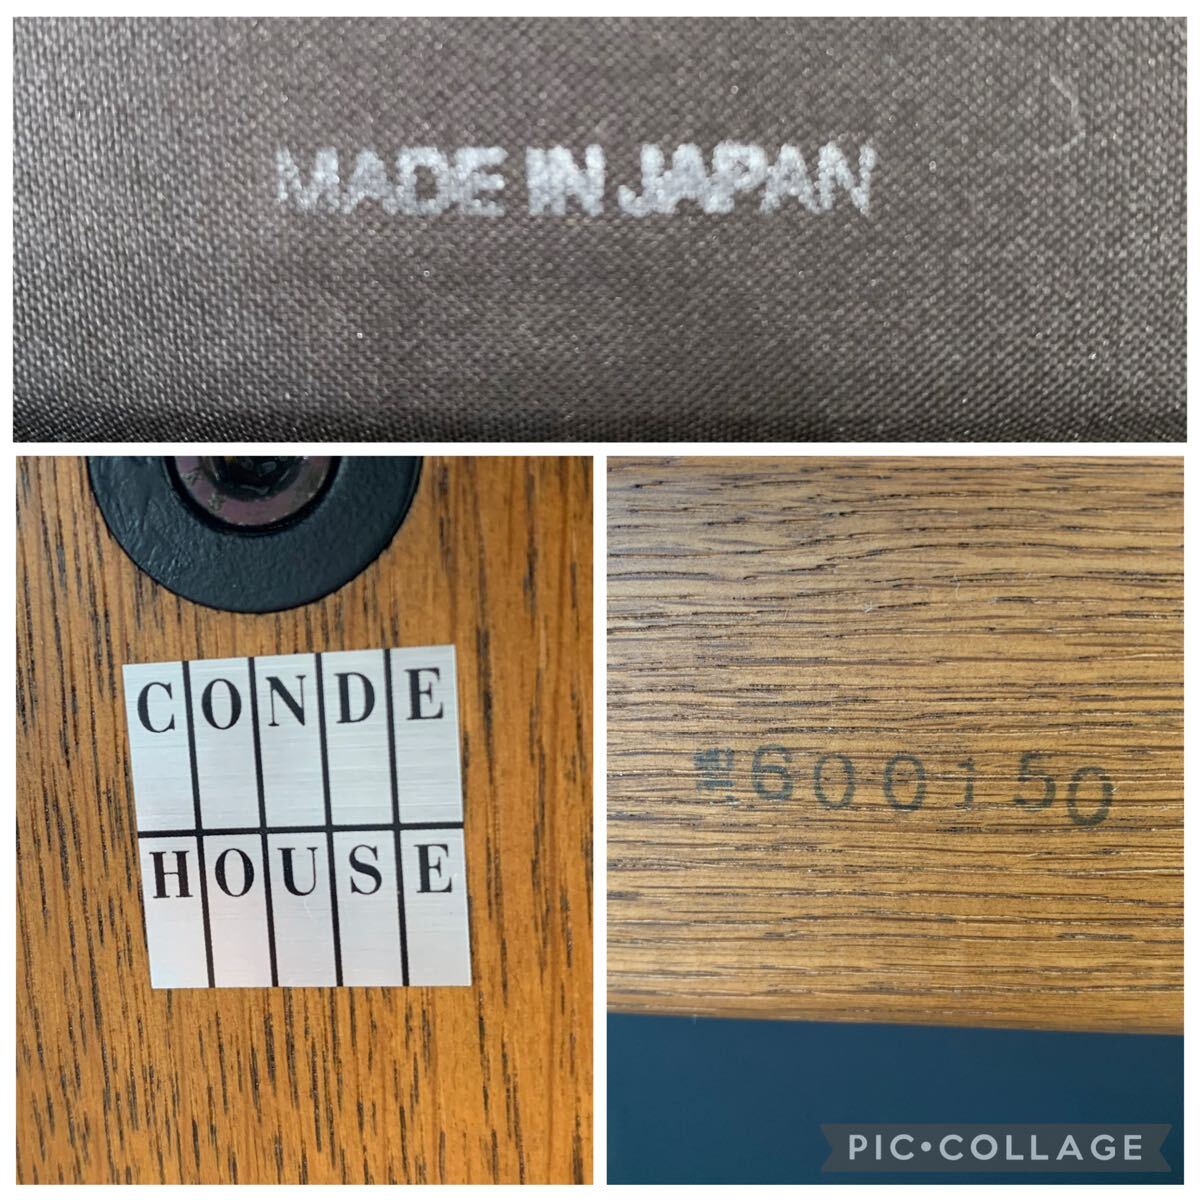 MADE IN JAPAN
CONDE
HOUSE
600150
PIC•COLLAGE